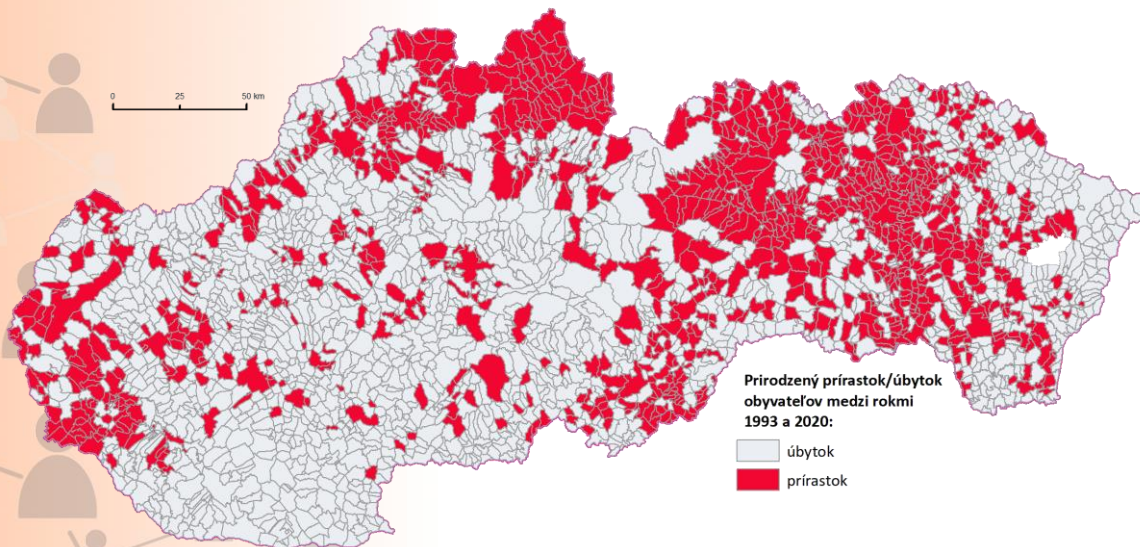 0 25 50 km
Prirodzený prírastok/úbytok
obyvateľov medzi rokmi
1993 a 2020:
úbytok
prírastok